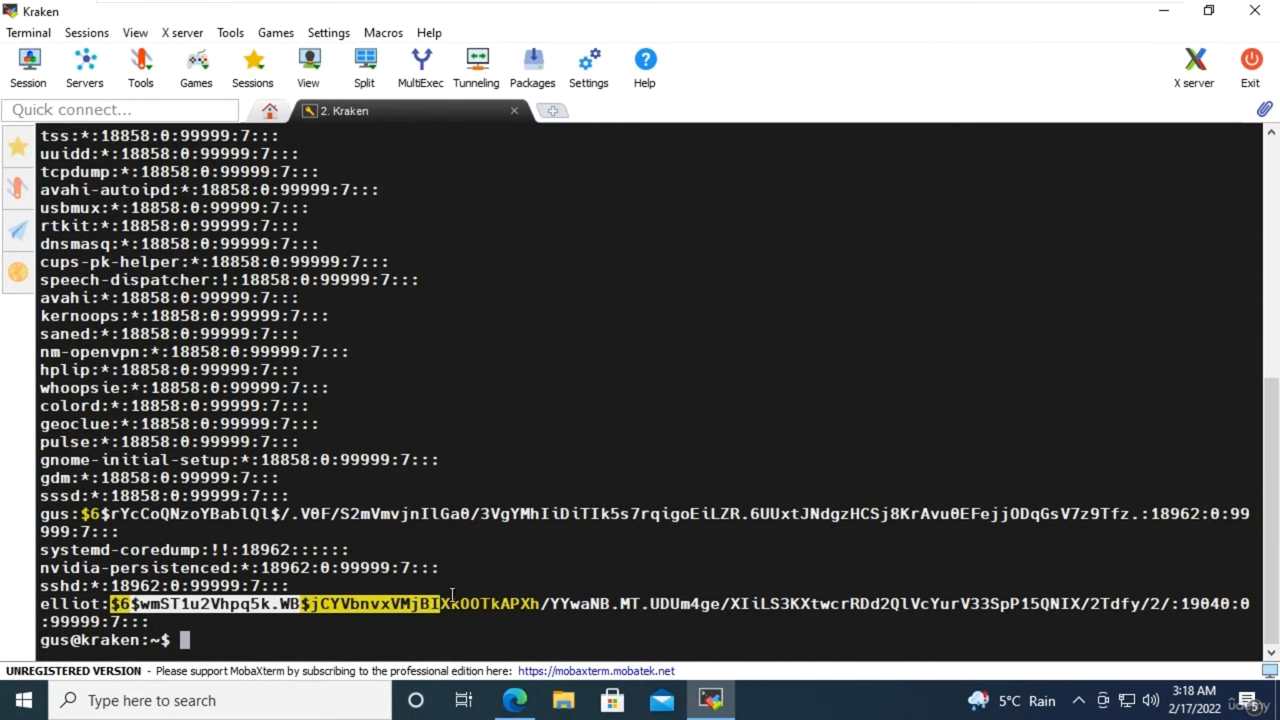 Kraken
Terminal Sessions View X server Tools Games Settings Macros Help
Session Servers Tools Games Sessions View Split MultiExec Tunneling Packages Settings Help X server Exit
Quick connect... 2. Kraken
tss:*:18858:0:99999:7:::
uuidd:*:18858:0:99999:7:::
tcpdump:*:18858:0:99999:7:::
avahi-autoipd:*:18858:0:99999:7:::
usbmux:*:18858:0:99999:7:::
rtkit:*:18858:0:99999:7:::
dnsmasq:*:18858:0:99999:7:::
cups-pk-helper:*:18858:0:99999:7:::
speech-dispatcher:!:18858:0:99999:7:::
avahi:*:18858:0:99999:7:::
kernoops:*:18858:0:99999:7:::
saned:*:18858:0:99999:7:::
nm-openvpn:*:18858:0:99999:7:::
hplip:*:18858:0:99999:7:::
whoopsie:*:18858:0:99999:7:::
colord:*:18858:0:99999:7:::
geoclue:*:18858:0:99999:7:::
pulse:*:18858:0:99999:7:::
gnome-initial-setup:*:18858:0:99999:7:::
gdm:*:18858:0:99999:7:::
sssd:*:18858:0:99999:7:::
gus:$6$rYcCoQNzoYBablQl$/.V0F/S2mVmvjnIlGa0/3VgYMhIiDiTIk5s7rqigoEiLZR.6UUxtJNdgzHCSj8KrAvu0EFejjODqGsV7z9Tfz.:18962:0:99
999:7:::
systemd-coredump:!!:18962::::::
nvidia-persistenced:*:18962:0:99999:7:::
sshd:*:18962:0:99999:7:::
elliot:$6$wmST1u2Vhpq5k.WB$jCYVbnvxVMjBIXkOOTkAPXh/YYwaNB.MT.UDUm4ge/XIiLS3KXtwcrRDd2QlVcYurV33SpP15QNIX/2Tdfy/2/:19040:0
:99999:7:::
gus@kraken:~$
UNREGISTERED VERSION - Please support MobaXterm by subscribing to the professional edition here: https://mobaxterm.mobatek.net
Type here to search 5°C Rain 3:18 AM
2/17/2022 5
ûdemy